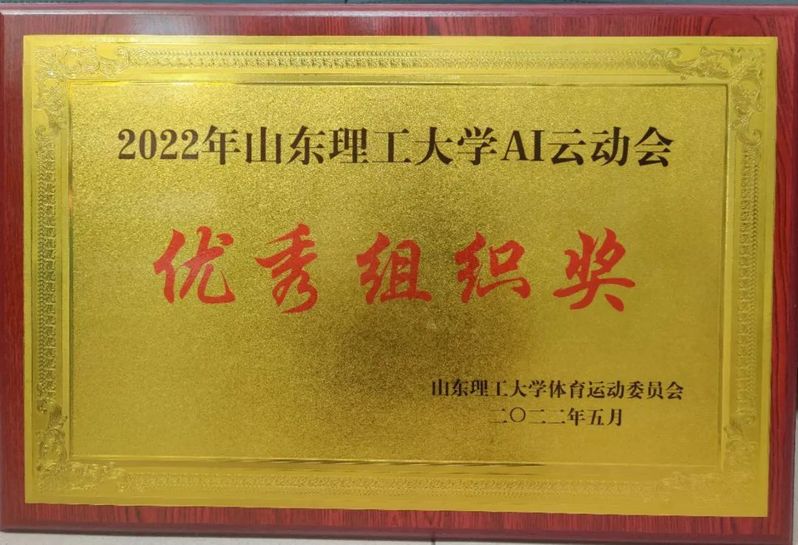 2022年山东理工大学AI云动会
优秀组织奖
山东理工大学体育运动委员会
二〇二二年五月